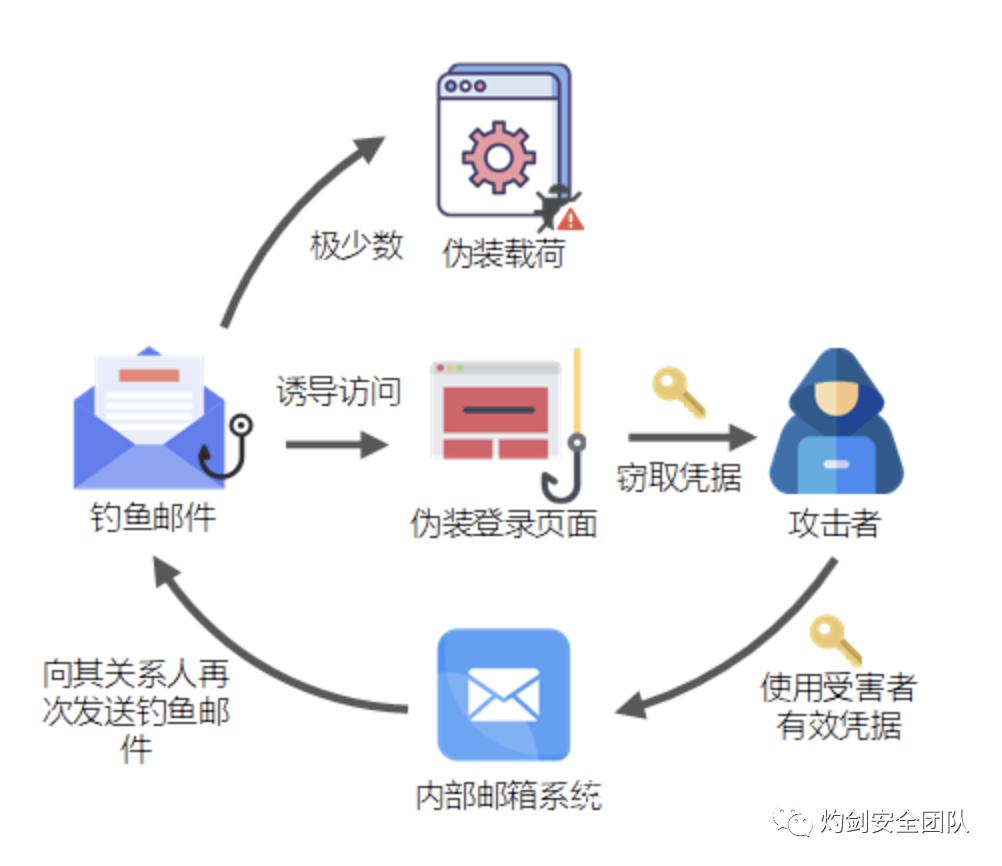 极少数
伪装载荷
诱导访问
窃取凭据
钓鱼邮件
伪装登录页面
攻击者
向其关系人再
次发送钓鱼邮
件
使用受害者
有效凭据
内部邮箱系统
灼剑安全团队